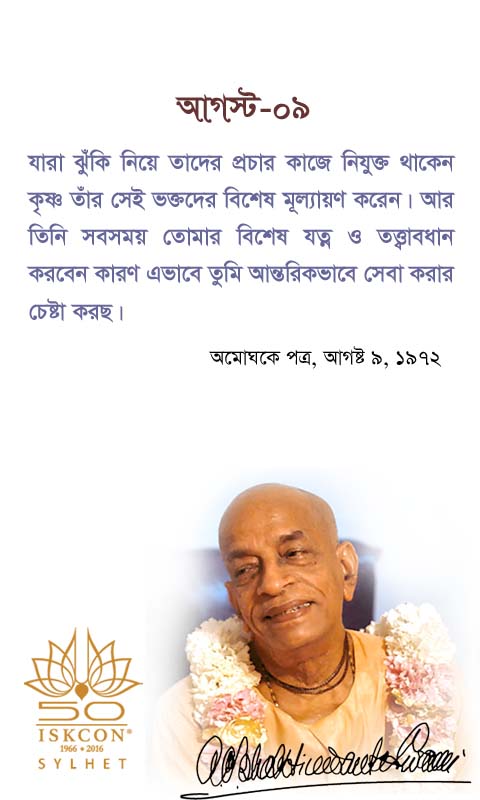 আগস্ট-০৯
যারা ঝুঁকি নিয়ে তাদের প্রচার কাজে নিযুক্ত থাকেন
কৃষ্ণ তাঁর সেই ভক্তদের বিশেষ মূল্যায়ণ করেন। আর
তিনি সবসময় তোমার বিশেষ যত্ন ও তত্ত্বাবধান
করবেন কারণ এভাবে তুমি আন্তরিকভাবে সেবা করার
চেষ্টা করছ।
অমোঘকে পত্র, আগষ্ট ৯, ১৯৭২
50
ISKCON®
1966 • 2016
SYLHET
A.C. Bhaktivedanta Swami